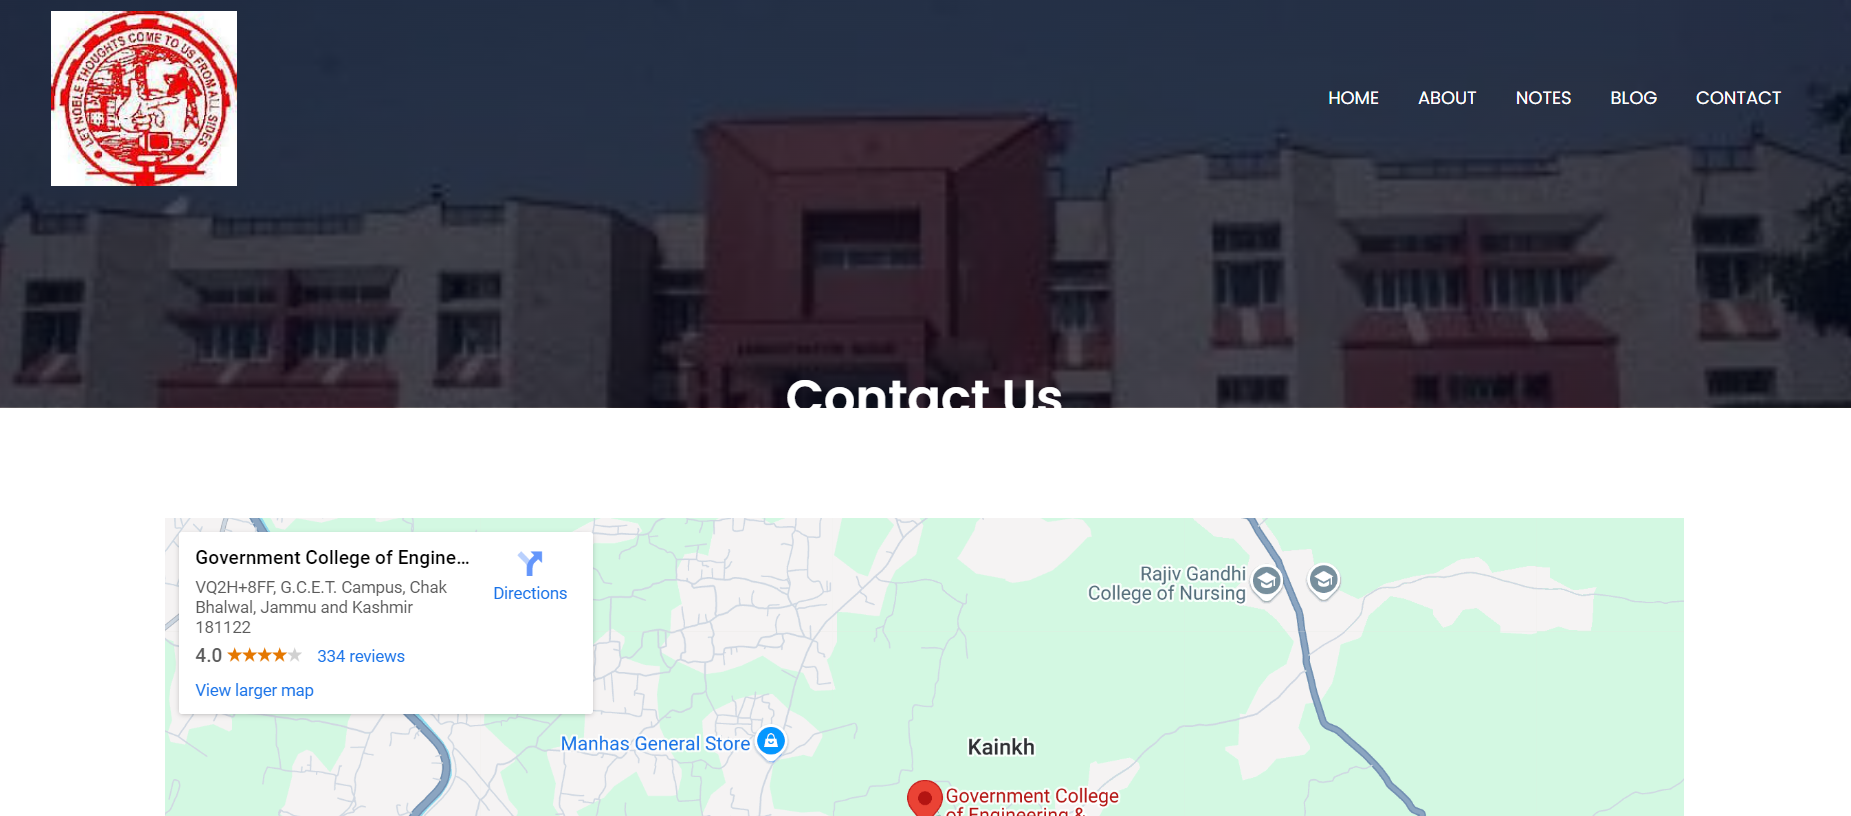 LET NOBLE THOUGHTS COME TO US FROM ALL SIDES
HOME ABOUT NOTES BLOG CONTACT
Contact Us
Government College of Engine...
VQ2H+8FF, G.C.E.T. Campus, Chak
Bhalwal, Jammu and Kashmir
181122
Directions
4.0 334 reviews
View larger map
Rajiv Gandhi
College of Nursing
Manhas General Store
Kainkh
Government College
of Engineering &